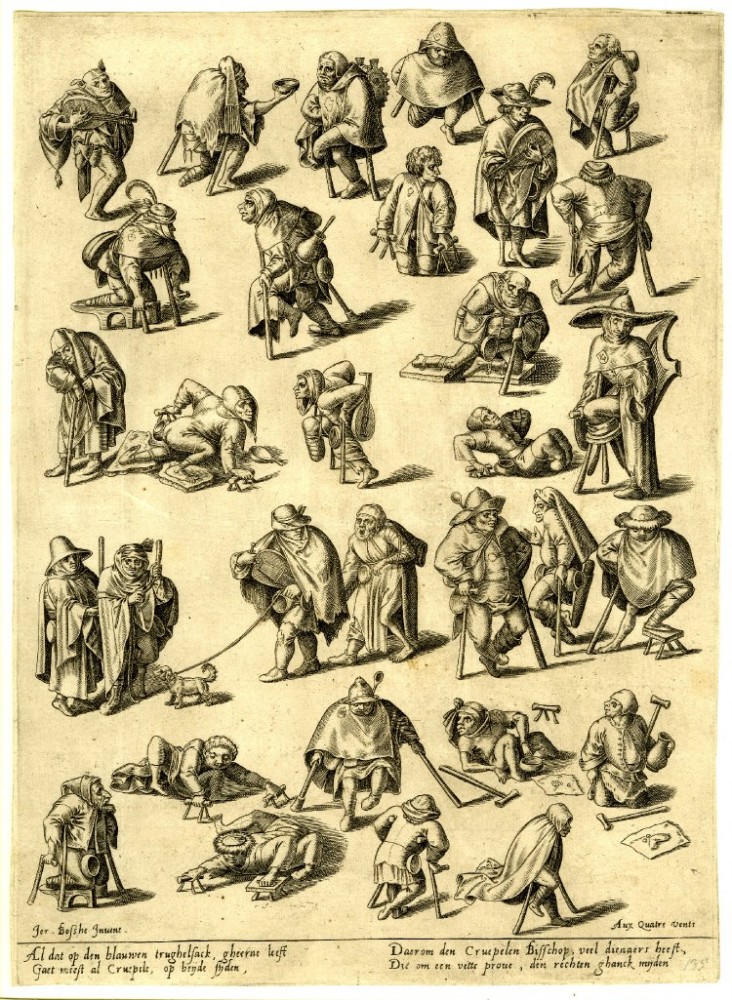 Jer. Bosche Inuent.
Aux Quatre Vents
Al dat op den blauwen trughelsack, gheerne leeft
Gaet meest al Cruepele, op beyde syden,
Daerom den Cruepelen Bisschop, veel dienaers heeft,
Die om een vette proue, den rechten ghanck myden